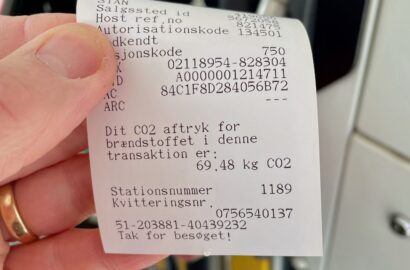 Salgssted id
Host ref.no 821478
Autorisationskode 134501
750
02118954-828304
A0000001214711
84C1F8D284056B72
ARC ---
Dit CO2 aftryk for
brændstoffet i denne
transaktion er:
69.48 kg CO2
Stationsnummer 1189
Kvitteringsnr.
0756540137
51-203881-40439232
Tak for besøget!